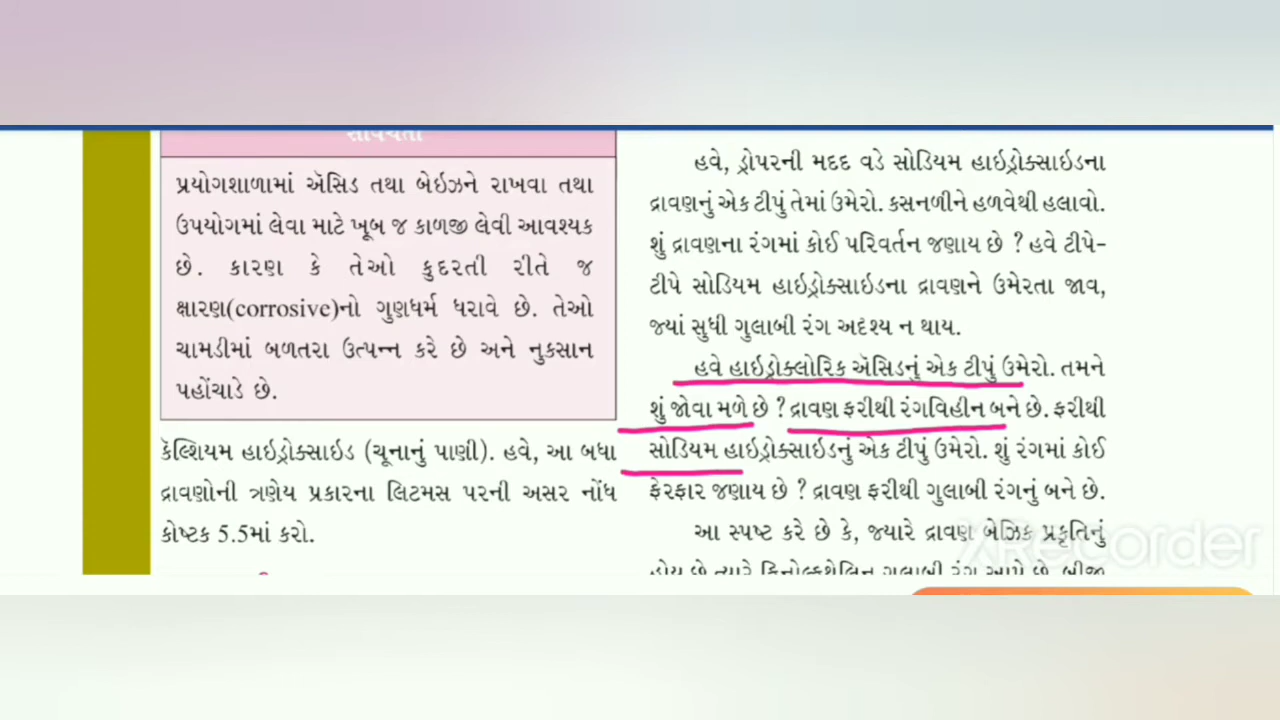 સાવચેતી
પ્રયોગશાળામાં ઍસિડ તથા બેઇઝને રાખવા તથા
ઉપયોગમાં લેવા માટે ખૂબ જ કાળજી લેવી આવશ્યક
છે. કારણ કે તેઓ કુદરતી રીતે જ
ક્ષારણ(corrosive)નો ગુણધર્મ ધરાવે છે. તેઓ
ચામડીમાં બળતરા ઉત્પન્ન કરે છે અને નુકસાન
પહોંચાડે છે.
કૅલ્શિયમ હાઇડ્રોક્સાઇડ (ચૂનાનું પાણી). હવે, આ બધા
દ્રાવણોની ત્રણેય પ્રકારના લિટમસ પરની અસર નોંધ
કોષ્ટક 5.5માં કરો.
હવે, ડ્રોપરની મદદ વડે સોડિયમ હાઇડ્રોક્સાઇડના
દ્રાવણનું એક ટીપું તેમાં ઉમેરો. કસનળીને હળવેથી હલાવો.
શું દ્રાવણના રંગમાં કોઈ પરિવર્તન જણાય છે ? હવે ટીપે-
ટીપે સોડિયમ હાઇડ્રોક્સાઇડના દ્રાવણને ઉમેરતા જાવ,
જ્યાં સુધી ગુલાબી રંગ અદૃશ્ય ન થાય.
હવે હાઇડ્રોક્લોરિક ઍસિડનું એક ટીપું ઉમેરો. તમને
શું જોવા મળે છે ? દ્રાવણ ફરીથી રંગવિહીન બને છે. ફરીથી
સોડિયમ હાઇડ્રોક્સાઇડનું એક ટીપું ઉમેરો. શું રંગમાં કોઈ
ફેરફાર જણાય છે ? દ્રાવણ ફરીથી ગુલાબી રંગનું બને છે.
આ સ્પષ્ટ કરે છે કે, જ્યારે દ્રાવણ બેઝિક પ્રકૃતિનું
હોય છે ત્યારે ફિનોલ્ફથેલિન ગુલાબી રંગ આપે છે. બીજી
XRecorder